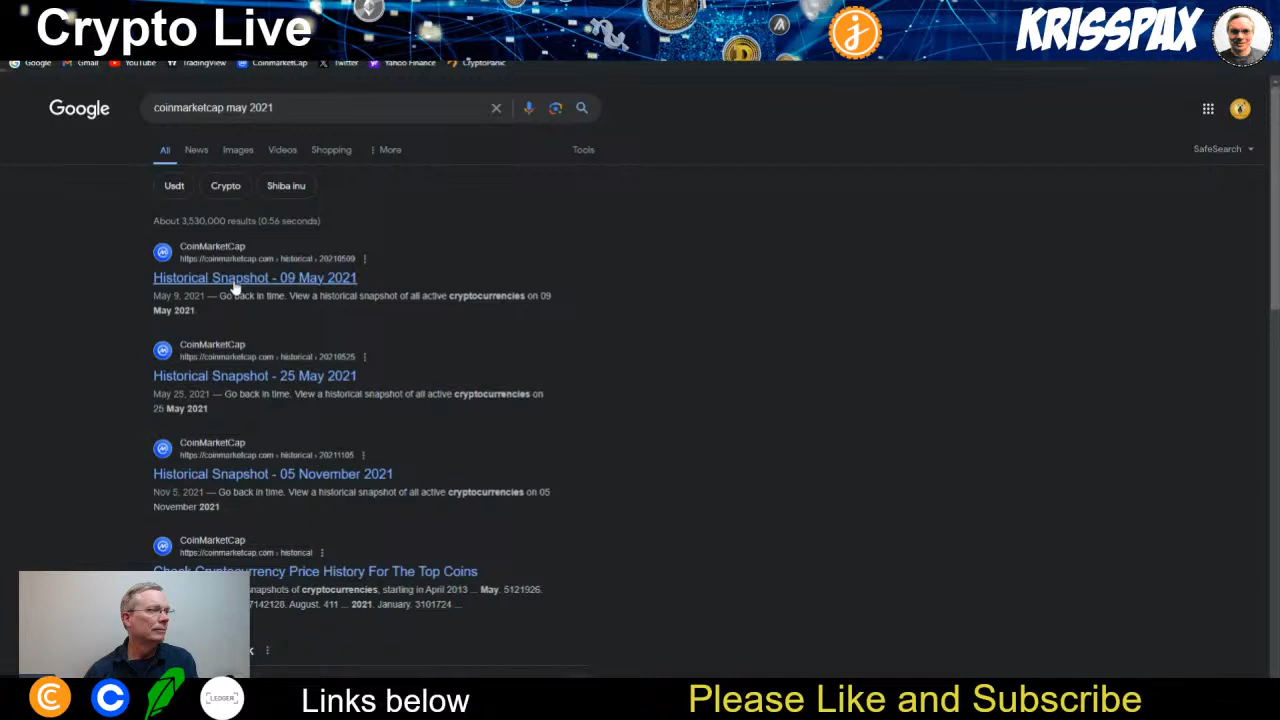 Crypto Live
KRISSPAX
Google
Gmail
YouTube
TradingView
CoinMarketCap
Twitter
Yahoo Finance
CryptoPanic
Google
coinmarketcap may 2021
All
News
Images
Videos
Shopping
More
Tools
SafeSearch
Usdt
Crypto
Shiba inu
About 3,530,000 results (0.56 seconds)
CoinMarketCap
https://coinmarketcap.com › historical › 20210509
Historical Snapshot - 09 May 2021
May 9, 2021 — Go back in time. View a historical snapshot of all active cryptocurrencies on 09
May 2021.
CoinMarketCap
https://coinmarketcap.com › historical › 20210525
Historical Snapshot - 25 May 2021
May 25, 2021 — Go back in time. View a historical snapshot of all active cryptocurrencies on
25 May 2021
CoinMarketCap
https://coinmarketcap.com › historical › 20211105
Historical Snapshot - 05 November 2021
Nov 5, 2021 — Go back in time. View a historical snapshot of all active cryptocurrencies on 05
November 2021
CoinMarketCap
https://coinmarketcap.com › historical
Check Cryptocurrency Price History For The Top Coins
snapshots of cryptocurrencies, starting in April 2013 ... May. 5121926.
7142128. August. 411 ... 2021. January. 3101724 ...
LEDGER
Links below
Please Like and Subscribe